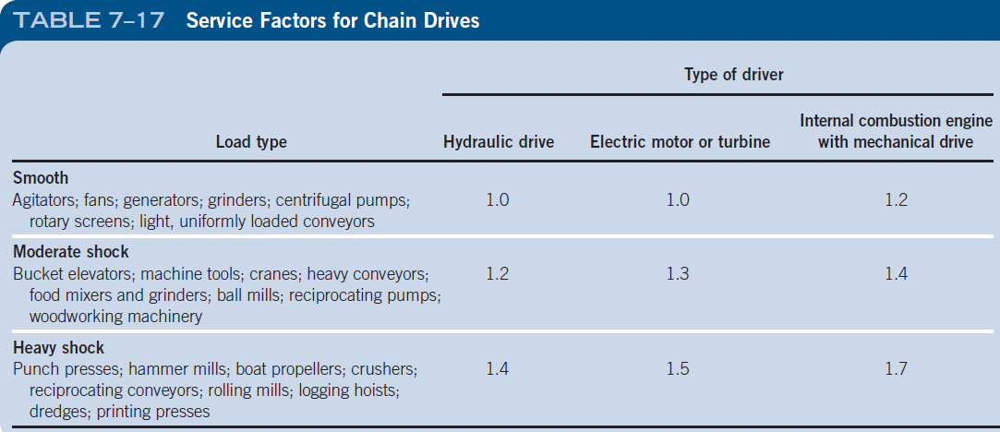 TABLE 7–17 Service Factors for Chain Drives
Type of driver
Load type Hydraulic drive Electric motor or turbine Internal combustion engine
with mechanical drive
Smooth
Agitators; fans; generators; grinders; centrifugal pumps; 1.0 1.0 1.2
rotary screens; light, uniformly loaded conveyors
Moderate shock
Bucket elevators; machine tools; cranes; heavy conveyors; 1.2 1.3 1.4
food mixers and grinders; ball mills; reciprocating pumps;
woodworking machinery
Heavy shock
Punch presses; hammer mills; boat propellers; crushers; 1.4 1.5 1.7
reciprocating conveyors; rolling mills; logging hoists;
dredges; printing presses